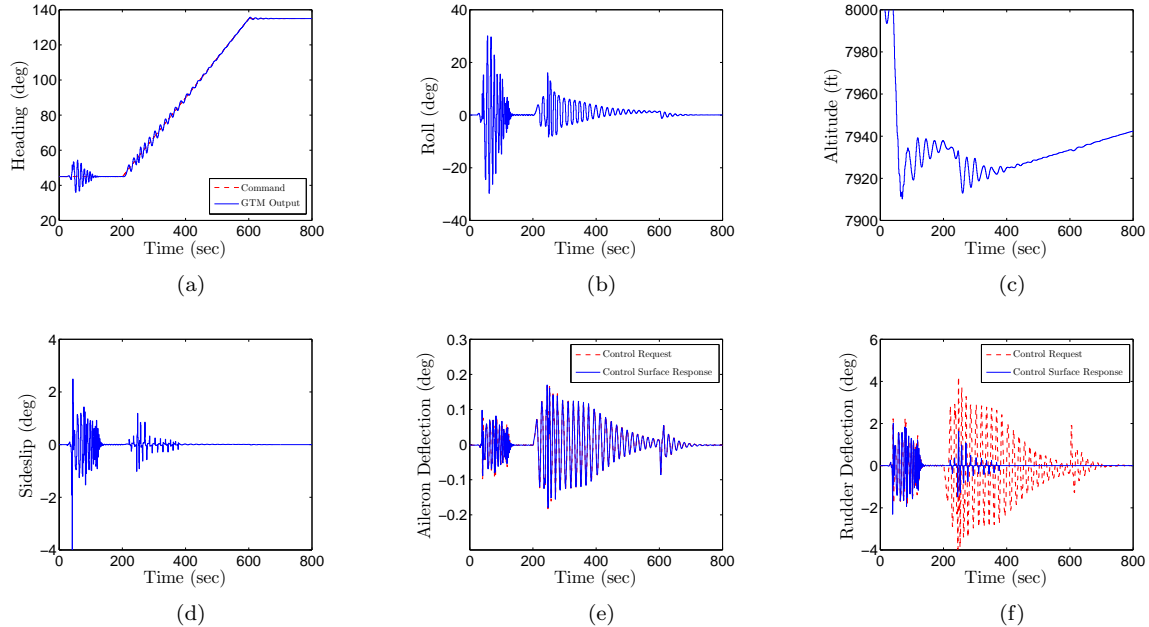 140
120
100
80
60
40
20
Heading (deg)
Command
GTM Output
0 200 400 600 800
Time (sec)
(a)
40
20
0
−20
−40
Roll (deg)
0 200 400 600 800
Time (sec)
(b)
8000
7980
7960
7940
7920
7900
Altitude (ft)
0 200 400 600 800
Time (sec)
(c)
4
2
0
−2
−4
Sideslip (deg)
0 200 400 600 800
Time (sec)
(d)
0.3
0.2
0.1
0
−0.1
−0.2
Aileron Deflection (deg)
Control Request
Control Surface Response
0 200 400 600 800
Time (sec)
(e)
6
4
2
0
−2
−4
Rudder Deflection (deg)
Control Request
Control Surface Response
0 200 400 600 800
Time (sec)
(f)